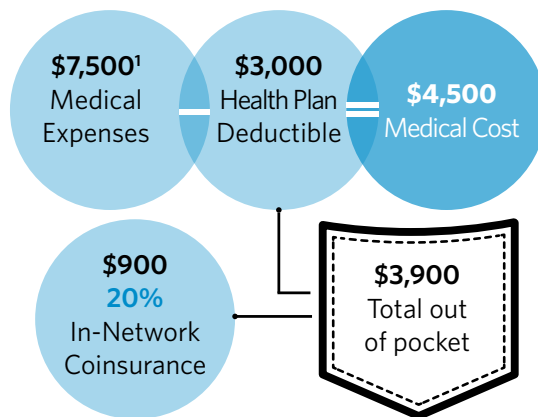 $7,500¹
Medical
Expenses
$3,000
Health Plan
Deductible
$4,500
Medical Cost
$900
20%
In-Network
Coinsurance
$3,900
Total out
of pocket